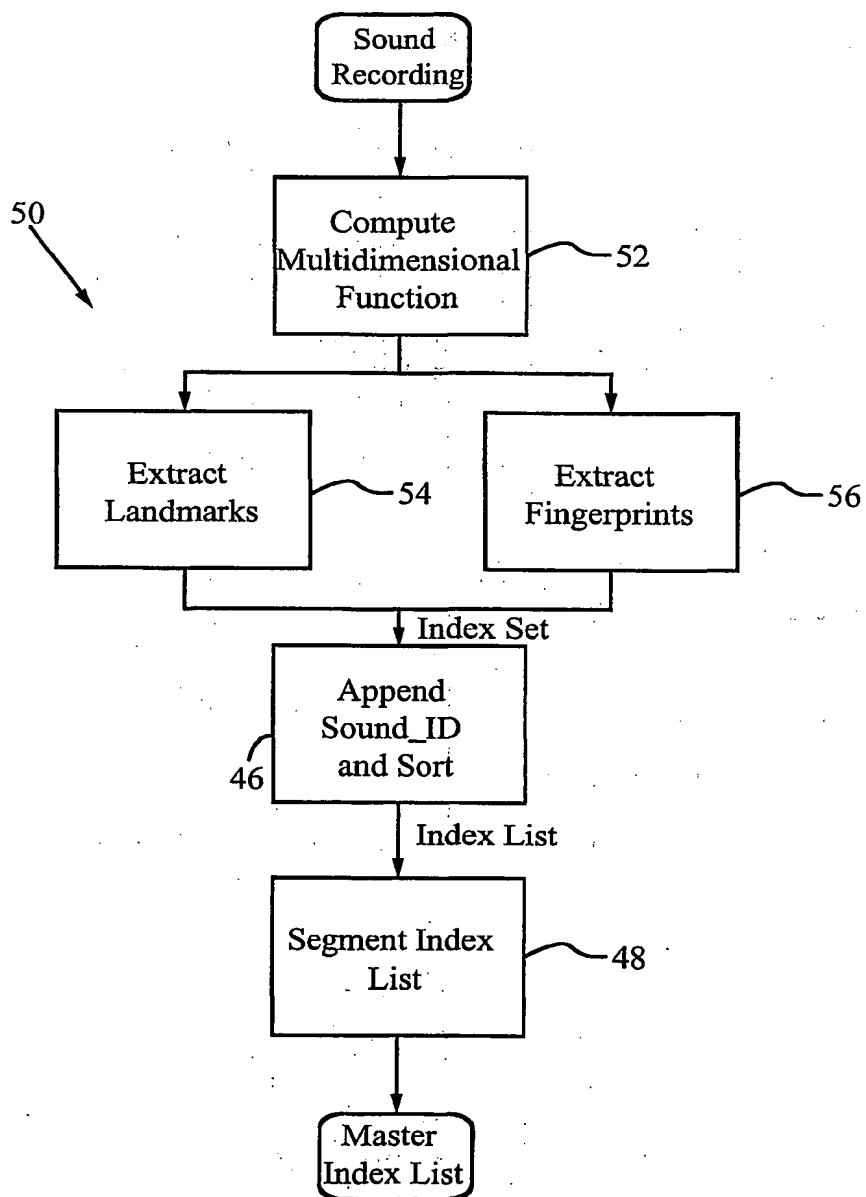 Sound
Recording
50
Compute
Multidimensional
Function
52
Extract
Landmarks
54
Extract
Fingerprints
56
Index Set
Append
Sound_ID
and Sort
46
Index List
Segment Index
List
48
Master
Index List